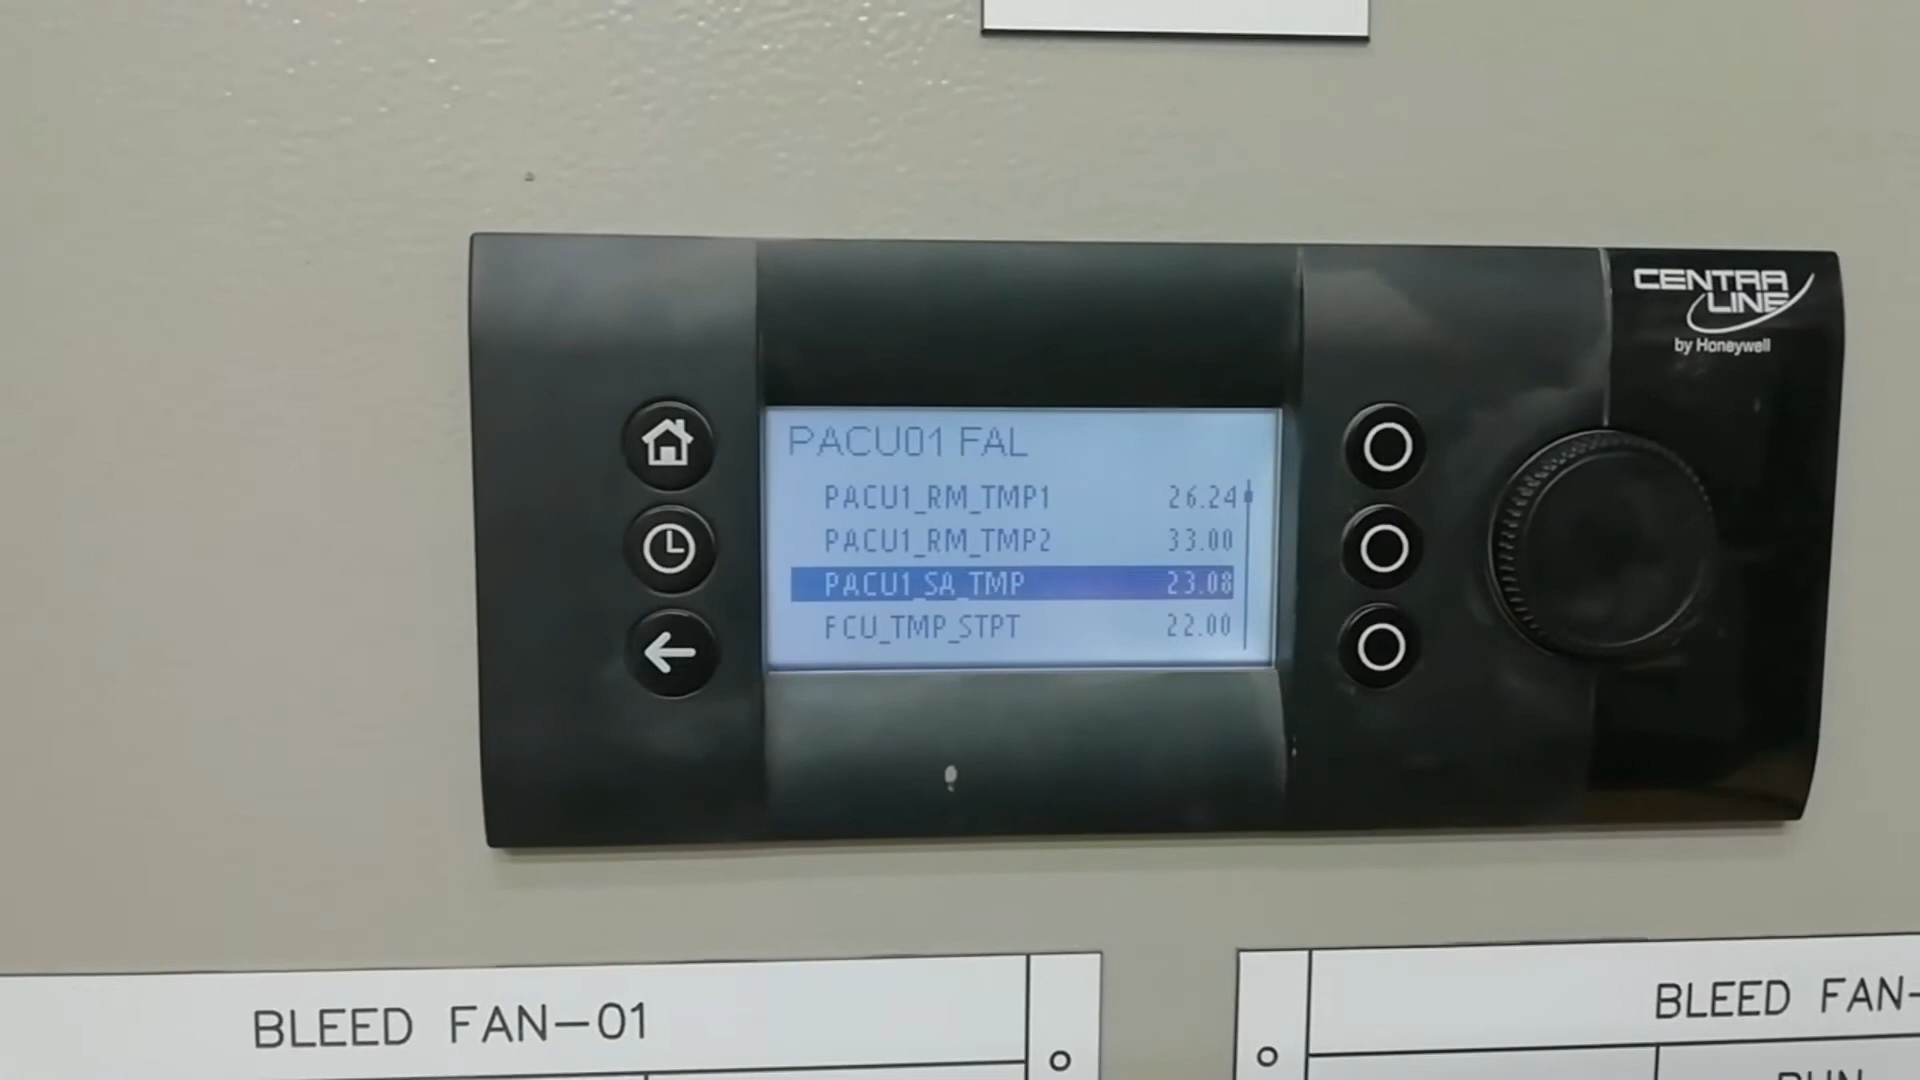 CENTRA
LINE
by Honeywell
PACU01 FAL
PACU1_RM_TMP1 26.24
PACU1_RM_TMP2 33.00
PACU1_SA_TMP 23.08
FCU_TMP_STPT 22.00
BLEED FAN-01
BLEED FAN-
RUN